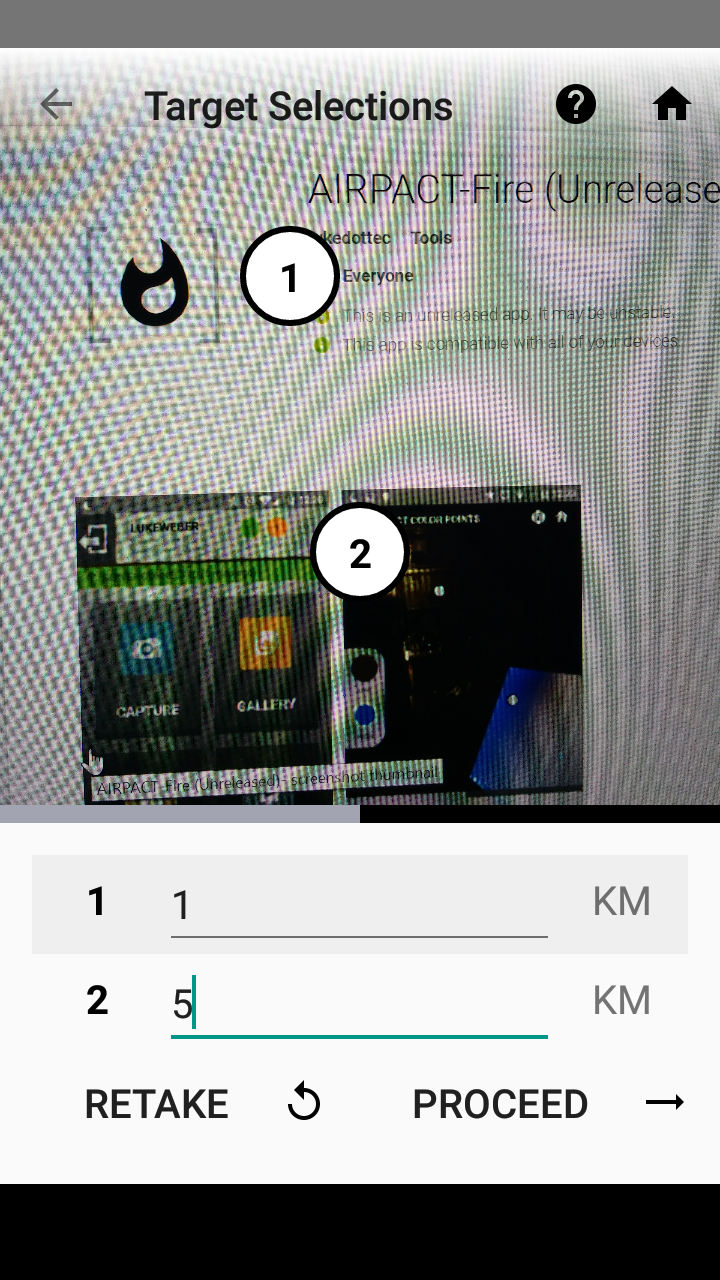 Target Selections
AIRPACT-Fire (Unrelease
kedottec Tools
1
Everyone
This is an unreleased app. It may be unstable.
This app is compatible with all of your devices
LUKEWEBER
2
CT COLOR POINTS
CAPTURE
GALLERY
AIRPACT-Fire (Unreleased) - screenshot thumbnail
1 1 KM
2 5 KM
RETAKE PROCEED